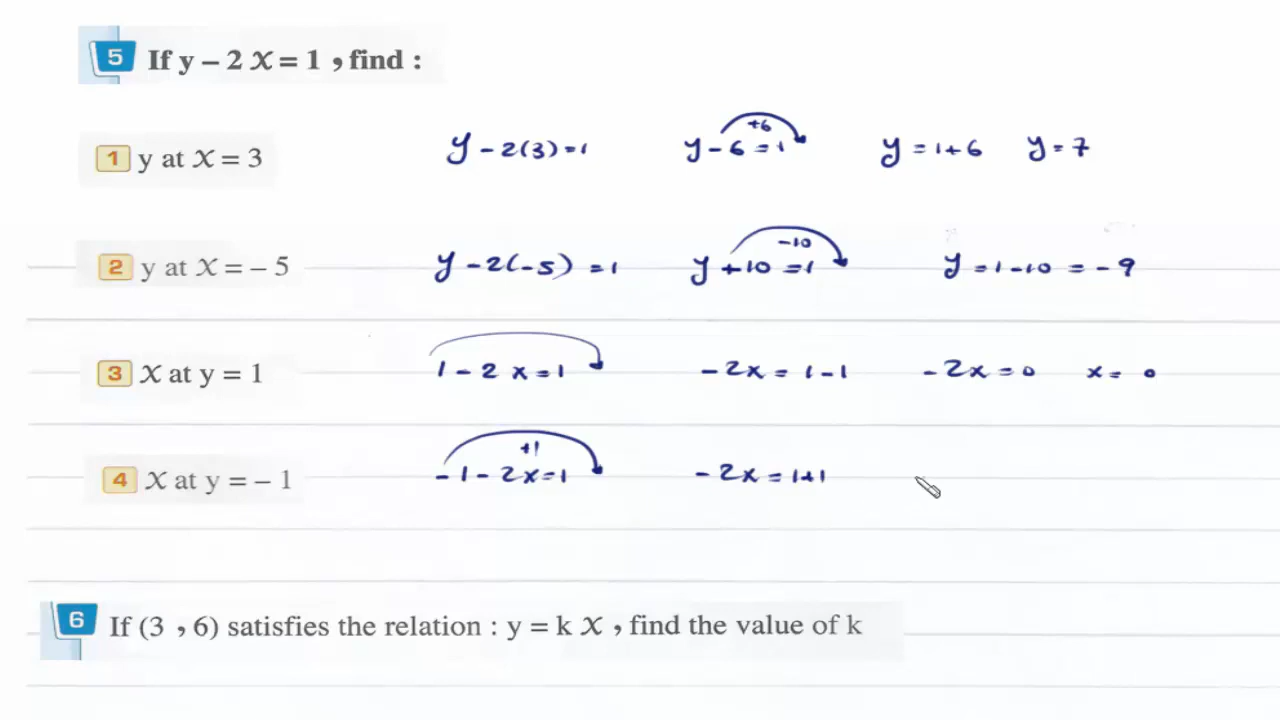 5 If y – 2 x = 1 , find :
1 y at x = 3 y - 2(3) = 1 y - 6 = 1 +6 y = 1 + 6 y = 7
2 y at x = – 5 y - 2(-5) = 1 y + 10 = 1 -10 y = 1 - 10 = - 9
3 x at y = 1 1 - 2 x = 1 - 2x = 1 - 1 - 2x = 0 x = 0
4 x at y = – 1 - 1 - 2x = 1 +1 - 2x = 1+1
6 If (3 , 6) satisfies the relation : y = k x , find the value of k